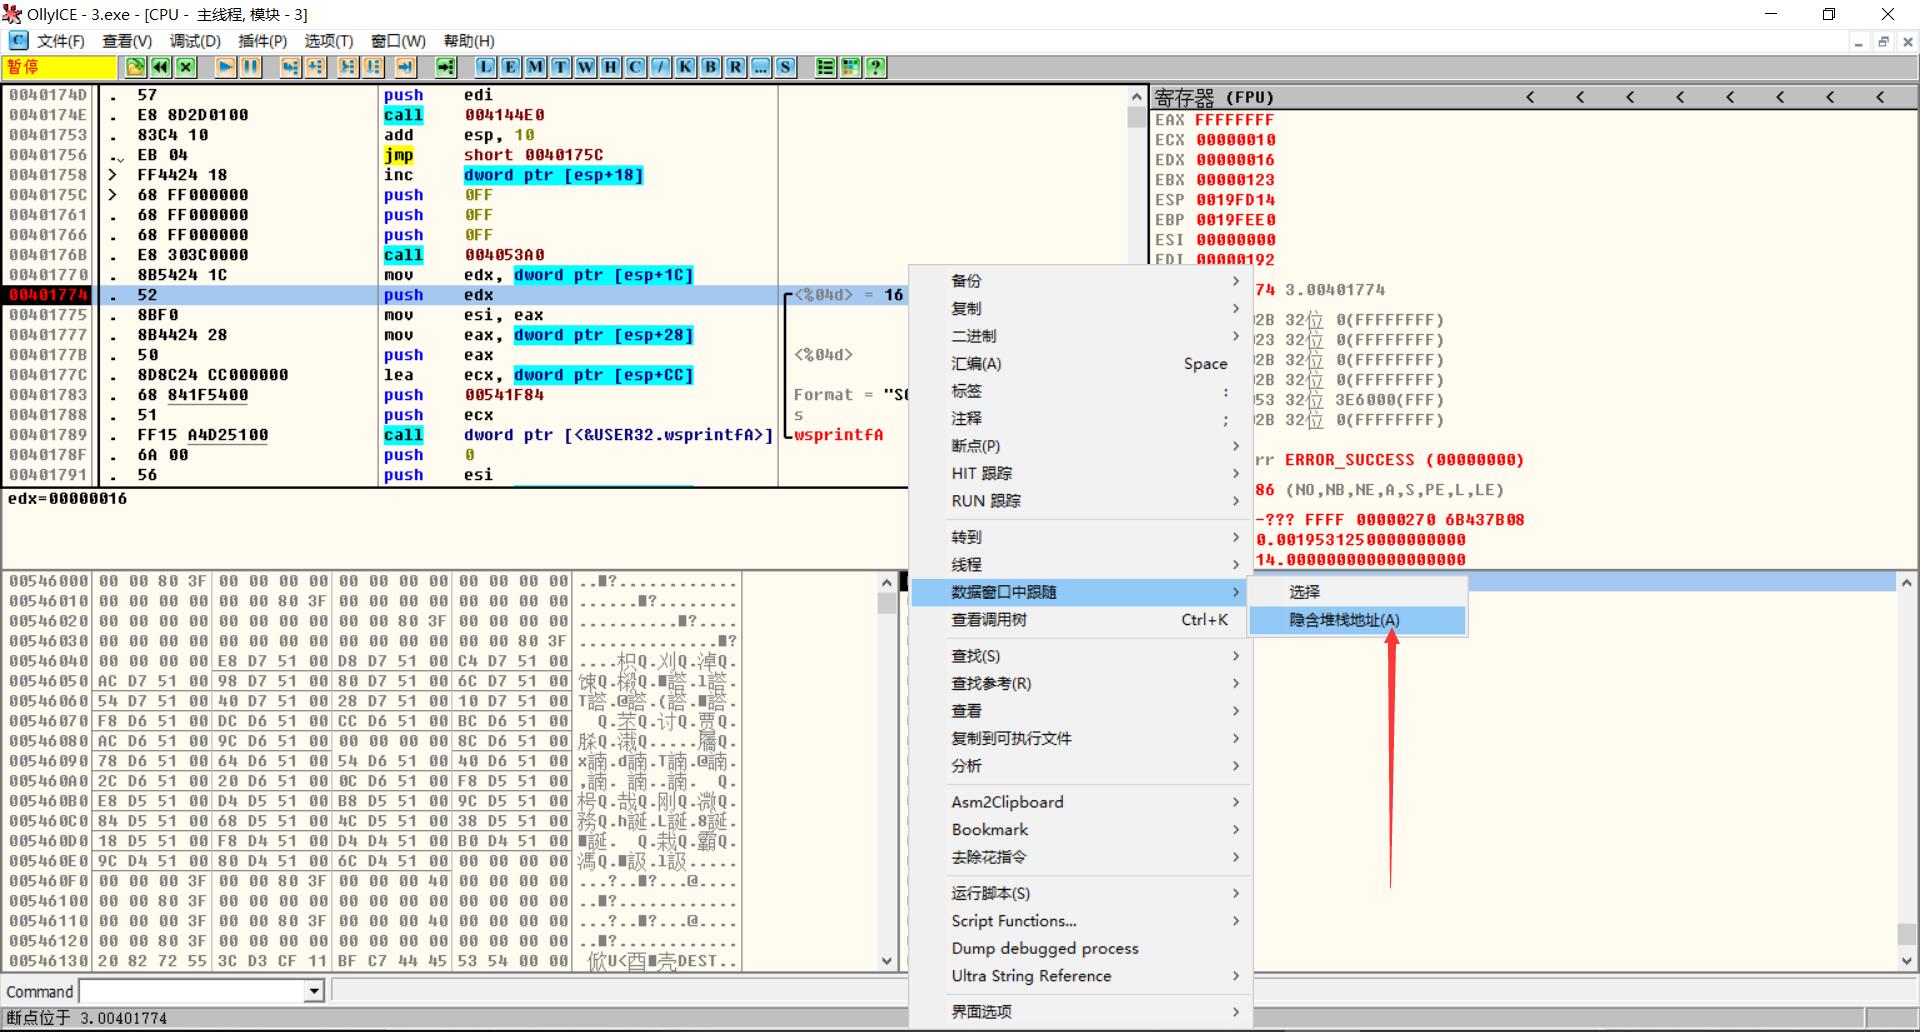 OllyICE - 3.exe - [CPU - 主线程, 模块 - 3]
文件(F) 查看(V) 调试(D) 插件(P) 选项(T) 窗口(W) 帮助(H)
暂停 L E M T W H C / K B R ... S ?
0040174D . 57 push edi
0040174E . E8 8D2D0100 call 004144E0
00401753 . 83C4 10 add esp, 10
00401756 . EB 04 jmp short 0040175C
00401758 > FF4424 18 inc dword ptr [esp+18]
0040175C > 68 FF000000 push 0FF
00401761 . 68 FF000000 push 0FF
00401766 . 68 FF000000 push 0FF
0040176B . E8 303C0000 call 004053A0
00401770 . 8B5424 1C mov edx, dword ptr [esp+1C]
00401774 . 52 push edx <%04d> = 16
00401775 . 8BF0 mov esi, eax
00401777 . 8B4424 28 mov eax, dword ptr [esp+28]
0040177B . 50 push eax <%04d>
0040177C . 8D8C24 CC000000 lea ecx, dword ptr [esp+CC]
00401783 . 68 841F5400 push 00541F84 Format = "S
00401788 . 51 push ecx s
00401789 . FF15 A4D25100 call dword ptr [<&USER32.wsprintfA>] wsprintfA
0040178F . 6A 00 push 0
00401791 . 56 push esi
edx=00000016
寄存器 (FPU) < < < < < < < <
EAX FFFFFFFF
ECX 00000010
EDX 00000016
EBX 00000123
ESP 0019FD14
EBP 0019FEE0
ESI 00000000
EDI 00000192
74 3.00401774
2B 32位 0(FFFFFFFF)
23 32位 0(FFFFFFFF)
2B 32位 0(FFFFFFFF)
2B 32位 0(FFFFFFFF)
53 32位 3E6000(FFF)
2B 32位 0(FFFFFFFF)
rr ERROR_SUCCESS (00000000)
86 (NO,NB,NE,A,S,PE,L,LE)
-??? FFFF 00000270 6B437B08
0.0019531250000000000
14.000000000000000000
备份
复制
二进制
汇编(A) Space
标签 :
注释 ;
断点(P)
HIT 跟踪
RUN 跟踪
转到
线程
数据窗口中跟随
查看调用树 Ctrl+K
查找(S)
查找参考(R)
查看
复制到可执行文件
分析
Asm2Clipboard
Bookmark
去除花指令
运行脚本(S)
Script Functions...
Dump debugged process
Ultra String Reference
界面选项
选择
隐含堆栈地址(A)
00546000 00 00 80 3F 00 00 00 00 00 00 00 00 00 00 00 00
00546010 00 00 00 00 00 00 80 3F 00 00 00 00 00 00 00 00
00546020 00 00 00 00 00 00 00 00 00 00 80 3F 00 00 00 00
00546030 00 00 00 00 00 00 00 00 00 00 00 00 00 00 80 3F
00546040 00 00 00 00 E8 D7 51 00 D8 D7 51 00 C4 D7 51 00
00546050 AC D7 51 00 98 D7 51 00 80 D7 51 00 6C D7 51 00
00546060 54 D7 51 00 40 D7 51 00 28 D7 51 00 10 D7 51 00
00546070 F8 D6 51 00 DC D6 51 00 CC D6 51 00 BC D6 51 00
00546080 AC D6 51 00 9C D6 51 00 00 00 00 00 8C D6 51 00
00546090 78 D6 51 00 64 D6 51 00 54 D6 51 00 40 D6 51 00
005460A0 2C D6 51 00 20 D6 51 00 0C D6 51 00 F8 D5 51 00
005460B0 E8 D5 51 00 D4 D5 51 00 B8 D5 51 00 9C D5 51 00
005460C0 84 D5 51 00 68 D5 51 00 4C D5 51 00 38 D5 51 00
005460D0 18 D5 51 00 F8 D4 51 00 D4 D4 51 00 B0 D4 51 00
005460E0 9C D4 51 00 80 D4 51 00 6C D4 51 00 00 00 00 00
005460F0 00 00 00 3F 00 00 80 3F 00 00 00 40 00 00 00 00
00546100 00 00 80 3F 00 00 00 00 00 00 00 00 00 00 00 00
00546110 00 00 00 3F 00 00 80 3F 00 00 00 40 00 00 00 00
00546120 00 00 80 3F 00 00 00 00 00 00 00 00 00 00 00 00
00546130 20 82 72 55 3C D3 CF 11 BF C7 44 45 53 54 00 00
Command
断点位于 3.00401774